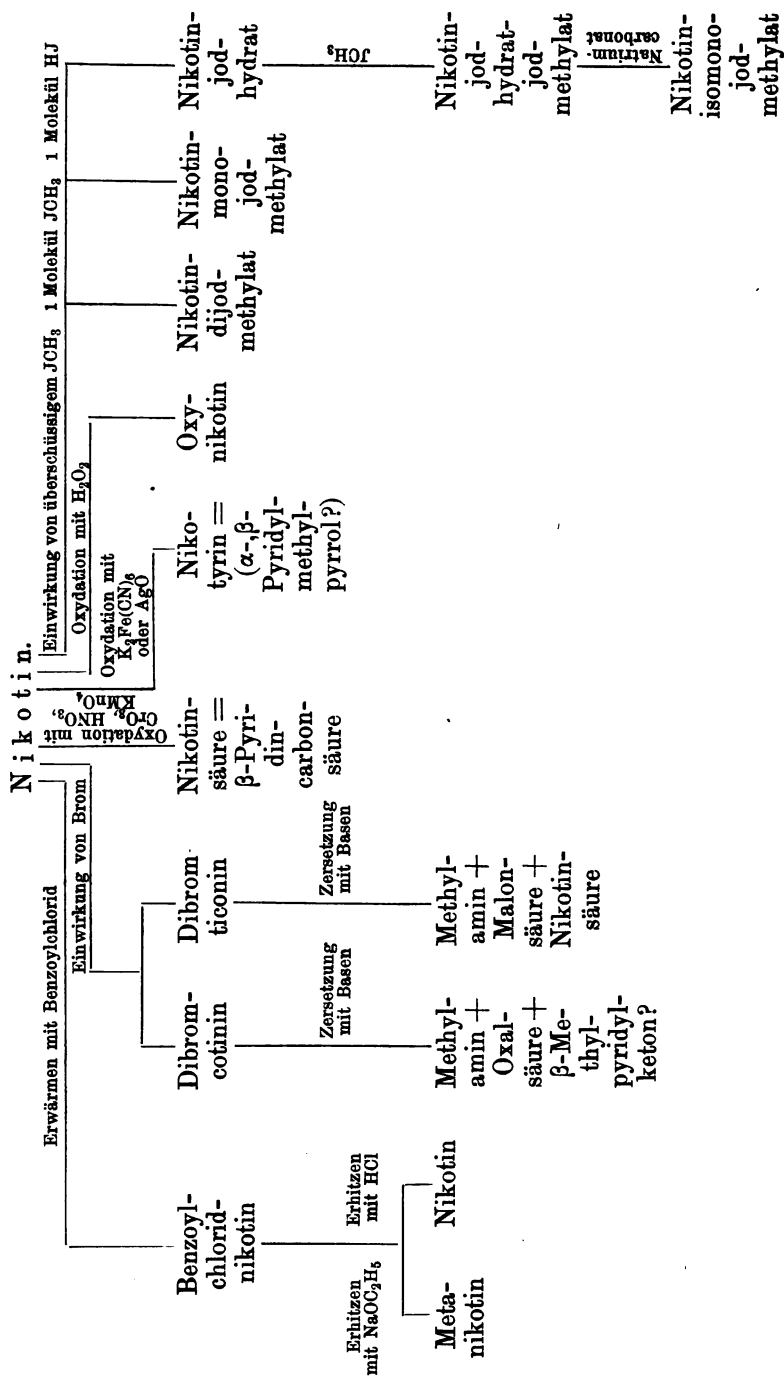 Nikotin.
Erwärmen mit Benzoylchlorid
Einwirkung von Brom
Oxydation mit
CrO₃, HNO₃,
KMnO₄
Oxydation mit
K₂Fe(CN)₆
oder AgO
Oxydation mit H₂O₂
Einwirkung von überschüssigem JCH₃ 1 Molekül JCH₃ 1 Molekül HJ
Benzoyl-
chlorid-
nikotin
Dibrom-
cotinin
Dibrom
ticonin
Nikotin-
säure =
β-Pyri-
din-
carbon-
säure
Niko-
tyrin =
(α-,β-
Pyridyl-
methyl-
pyrrol?)
Oxy-
nikotin
Nikotin-
dijod-
methylat
Nikotin-
mono-
jod-
methylat
Nikotin-
jod-
hydrat
Erhitzen
mit NaOC₂H₅
Erhitzen
mit HCl
Zersetzung
mit Basen
Zersetzung
mit Basen
JCH₃
Meta-
nikotin
Nikotin
Methyl-
amin +
Oxal-
säure +
β-Me-
thyl-
pyridyl-
keton?
Methyl-
amin +
Malon-
säure +
Nikotin-
säure
Nikotin-
jod-
hydrat-
jod-
methylat
Natrium-
carbonat
Nikotin-
isomono-
jod-
methylat